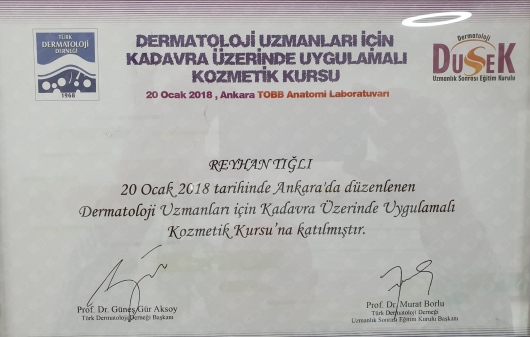 TÜRK
DERMATOLOJİ
DERNEĞİ
1948
DERMATOLOJİ UZMANLARI İÇİN
KADAVRA ÜZERİNDE UYGULAMALI
KOZMETİK KURSU
20 Ocak 2018 , Ankara TOBB Anatomi Laboratuvarı
Dermatoloji
DUSEK
Uzmanlık Sonrası Eğitim Kurulu
REYHAN TIĞLI
20 Ocak 2018 tarihinde Ankara'da düzenlenen
Dermatoloji Uzmanları için Kadavra Üzerinde Uygulamalı
Kozmetik Kursu'na katılmıştır.
Prof. Dr. Güneş Gür Aksoy
Türk Dermatoloji Derneği Başkanı
Prof. Dr. Murat Borlu
Türk Dermatoloji Derneği
Uzmanlık Sonrası Eğitim Kurulu Başkanı